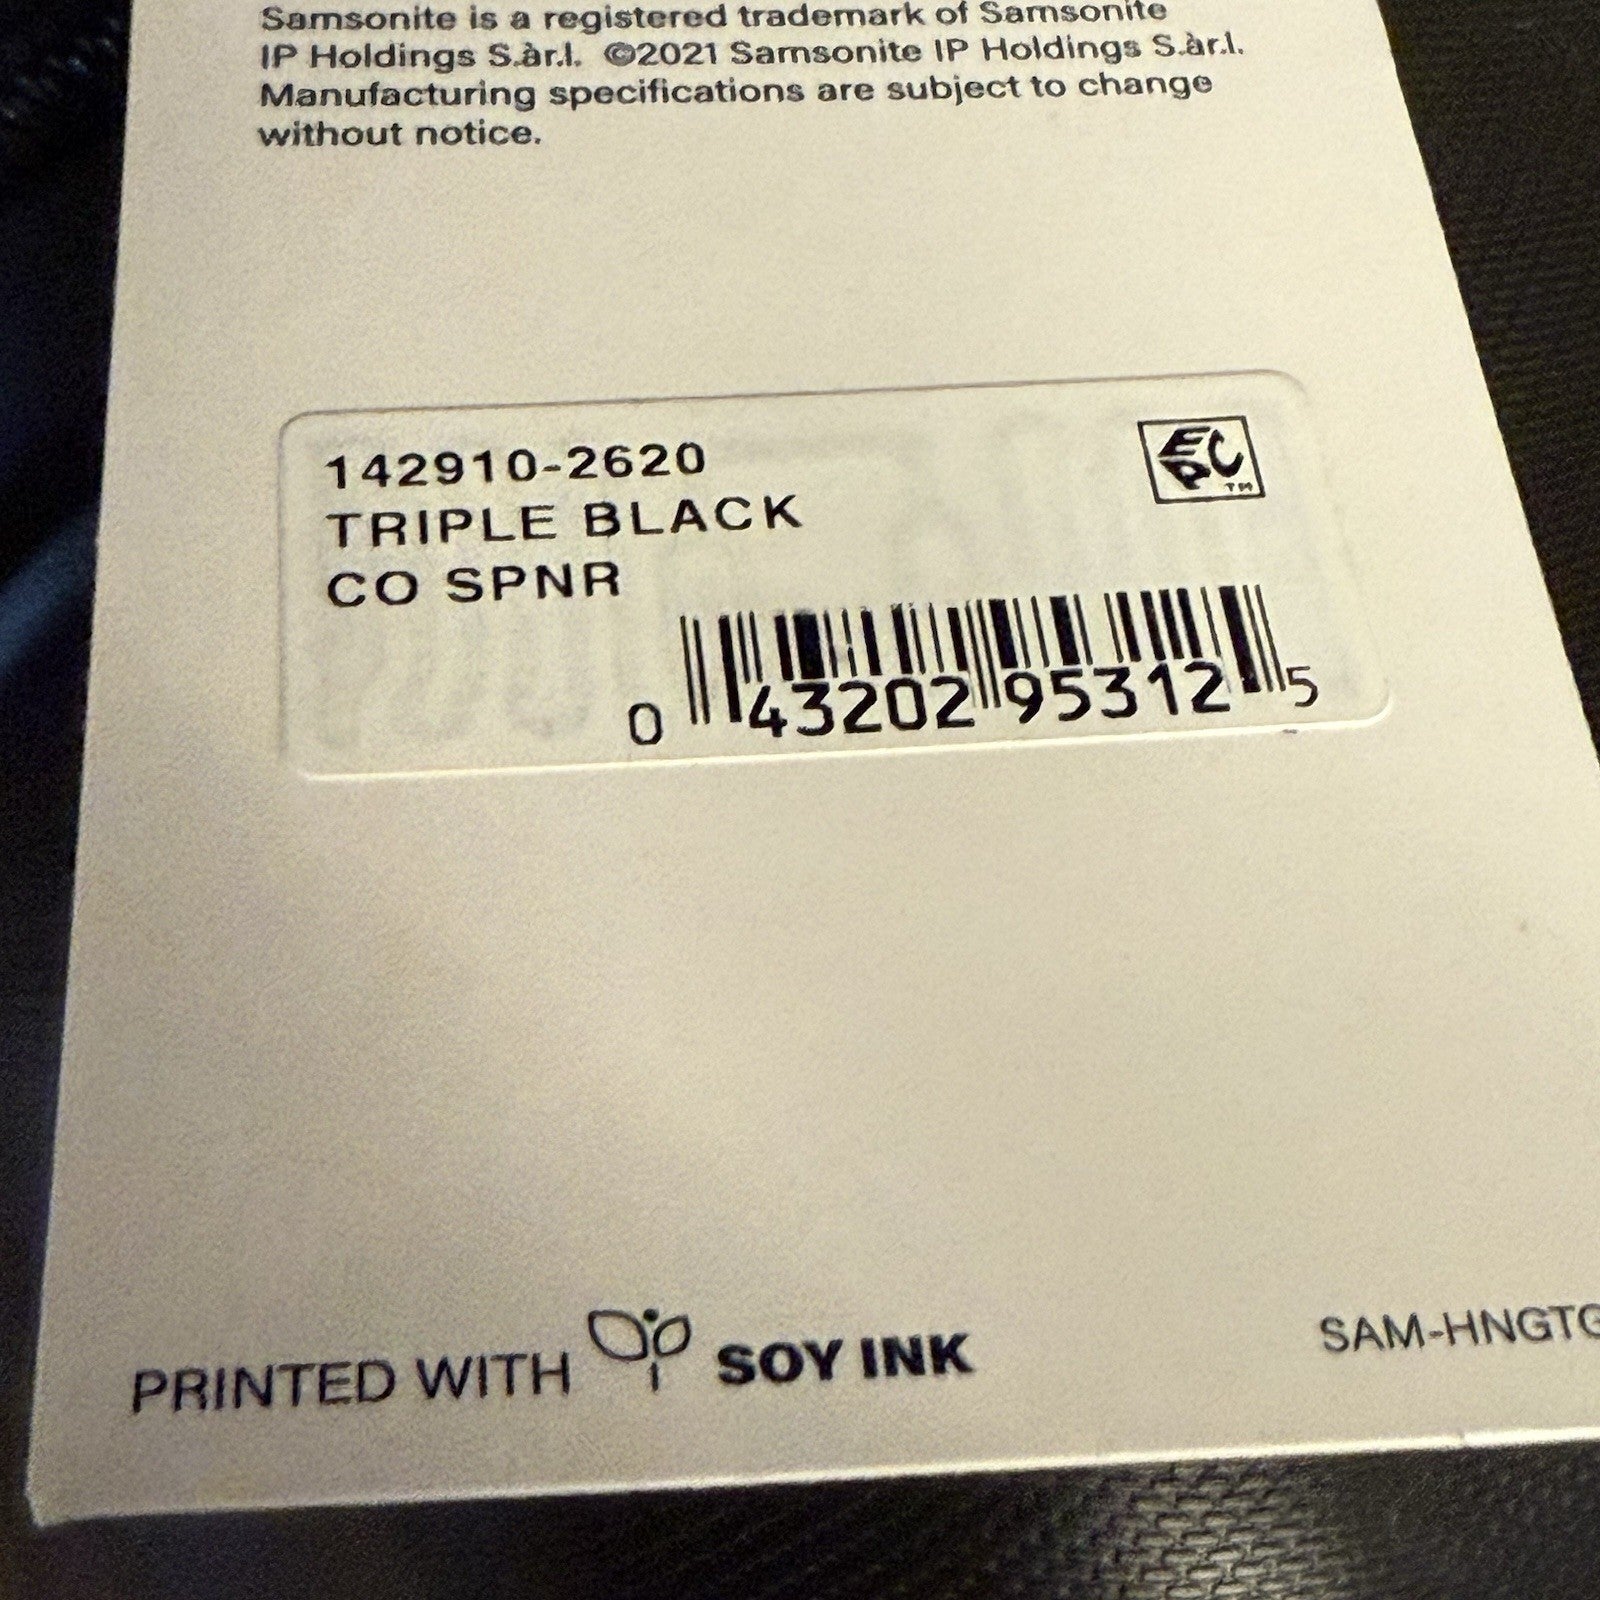 Samsonite is a registered trademark of Samsonite
IP Holdings S.àr.l. ©2021 Samsonite IP Holdings S.àr.l.
Manufacturing specifications are subject to change
without notice.
142910-2620
TRIPLE BLACK
CO SPNR
EPC
TM
0 43202 95312 5
PRINTED WITH SOY INK
SAM-HNGTG